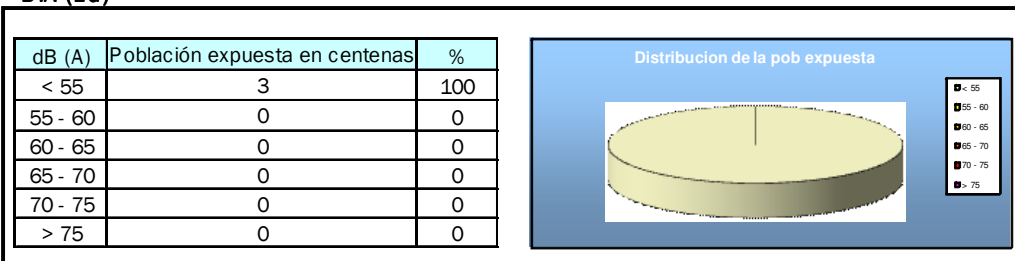 dB (A) Población expuesta en centenas %
< 55 3 100
55 - 60 0 0
60 - 65 0 0
65 - 70 0 0
70 - 75 0 0
> 75 0 0
Distribucion de la pob expuesta
< 55
55 - 60
60 - 65
65 - 70
70 - 75
> 75